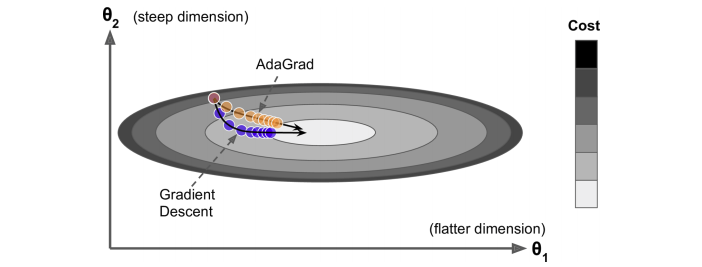 θ2 (steep dimension)
Cost
AdaGrad
Gradient
Descent
(flatter dimension)
θ1